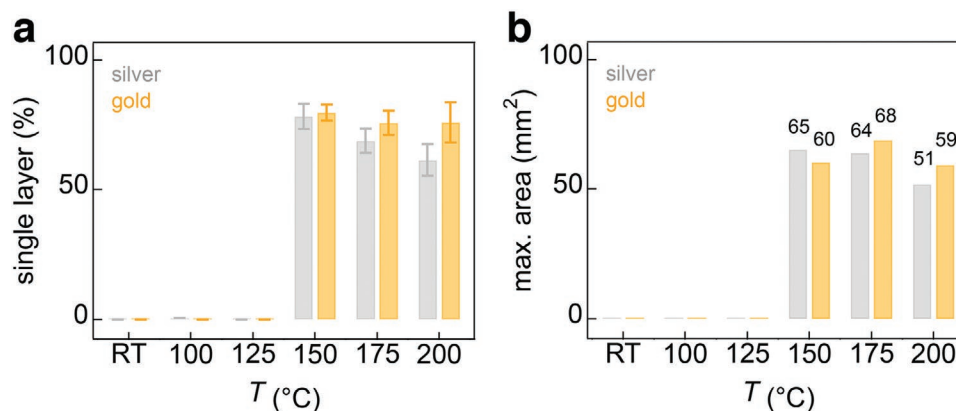 a
100
50
0
single layer (%)
silver
gold
RT 100 125 150 175 200
T (°C)
b
100
50
0
max. area (mm²)
silver
gold
65 60 64 68 51 59
RT 100 125 150 175 200
T (°C)